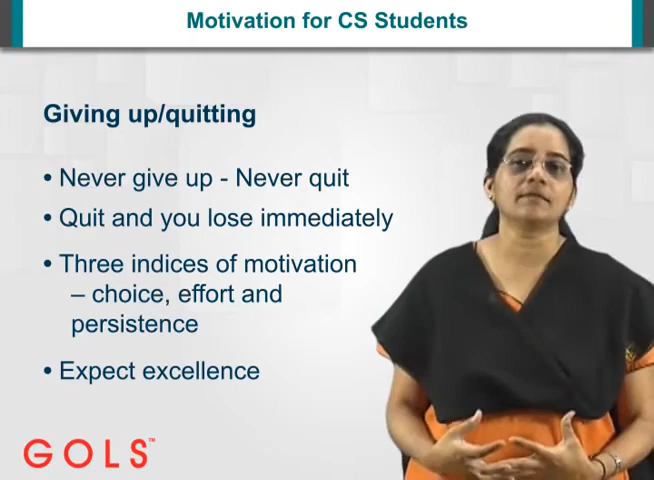 Motivation for CS Students
Giving up/quitting
• Never give up - Never quit
• Quit and you lose immediately
• Three indices of motivation
– choice, effort and
persistence
• Expect excellence
GOLS™